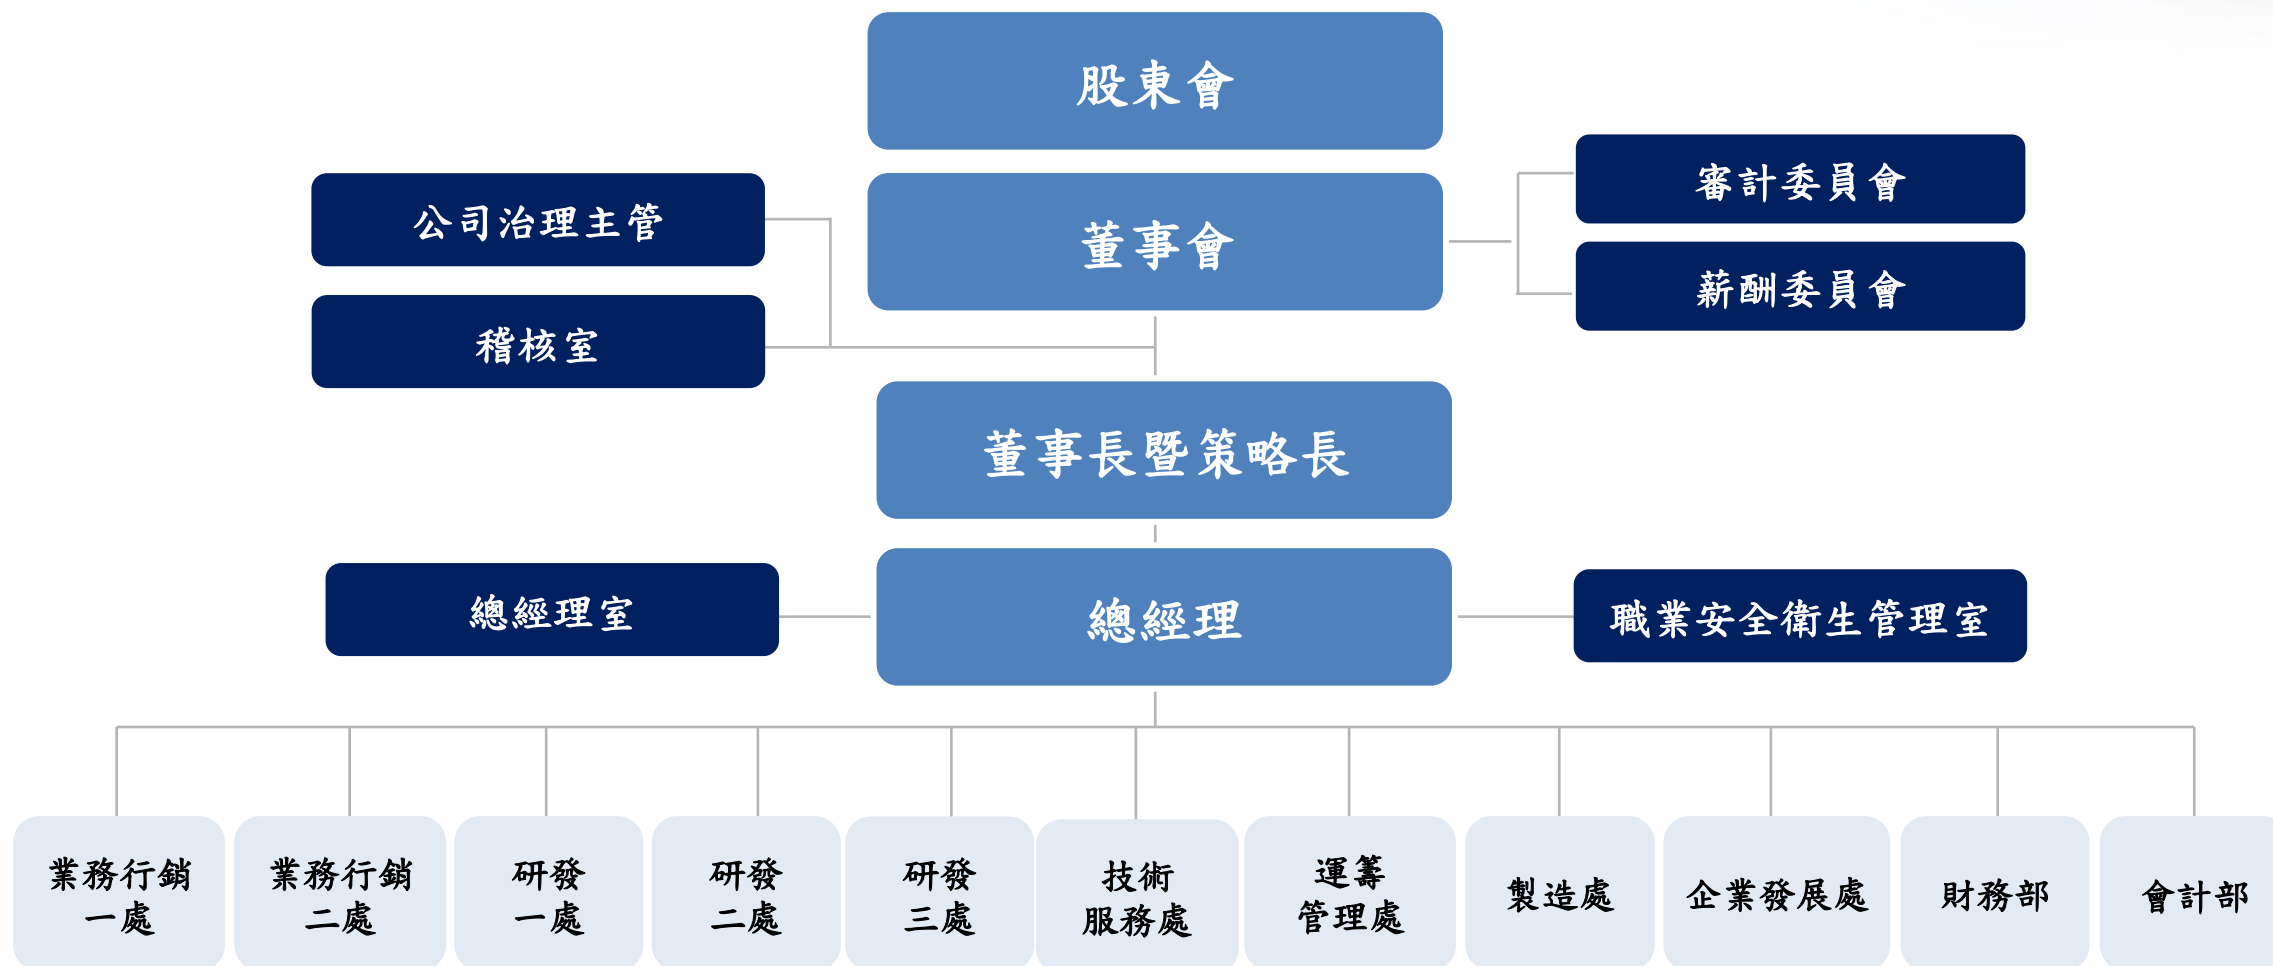 股東會
公司治理主管
董事會
審計委員會
薪酬委員會
稽核室
董事長暨策略長
總經理室
總經理
職業安全衛生管理室
業務行銷
一處
業務行銷
二處
研發
一處
研發
二處
研發
三處
技術
服務處
運籌
管理處
製造處
企業發展處
財務部
會計部